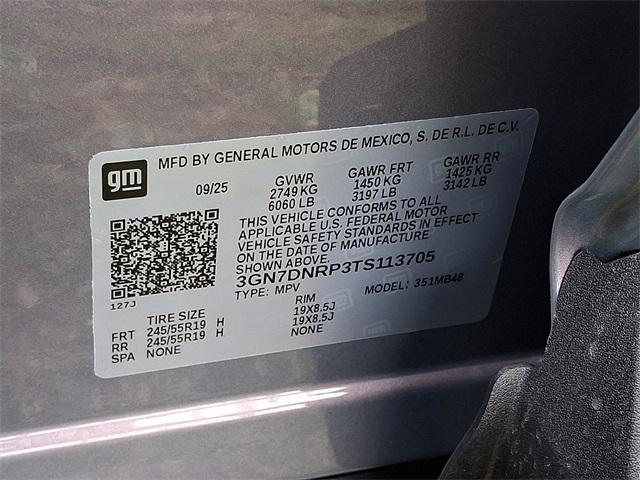 gm
MFD BY GENERAL MOTORS DE MEXICO, S. DE R.L. DE C.V.
09/25
GVWR
2749 KG
6060 LB
GAWR FRT
1450 KG
3197 LB
GAWR RR
1425 KG
3142 LB
THIS VEHICLE CONFORMS TO ALL
APPLICABLE U.S. FEDERAL MOTOR
VEHICLE SAFETY STANDARDS IN EFFECT
ON THE DATE OF MANUFACTURE
SHOWN ABOVE.
3GN7DNRP3TS113705
TYPE: MPV
MODEL: 351MB48
127J
TIRE SIZE
RIM
FRT 245/55R19 H 19X8.5J
RR 245/55R19 H 19X8.5J
SPA NONE NONE